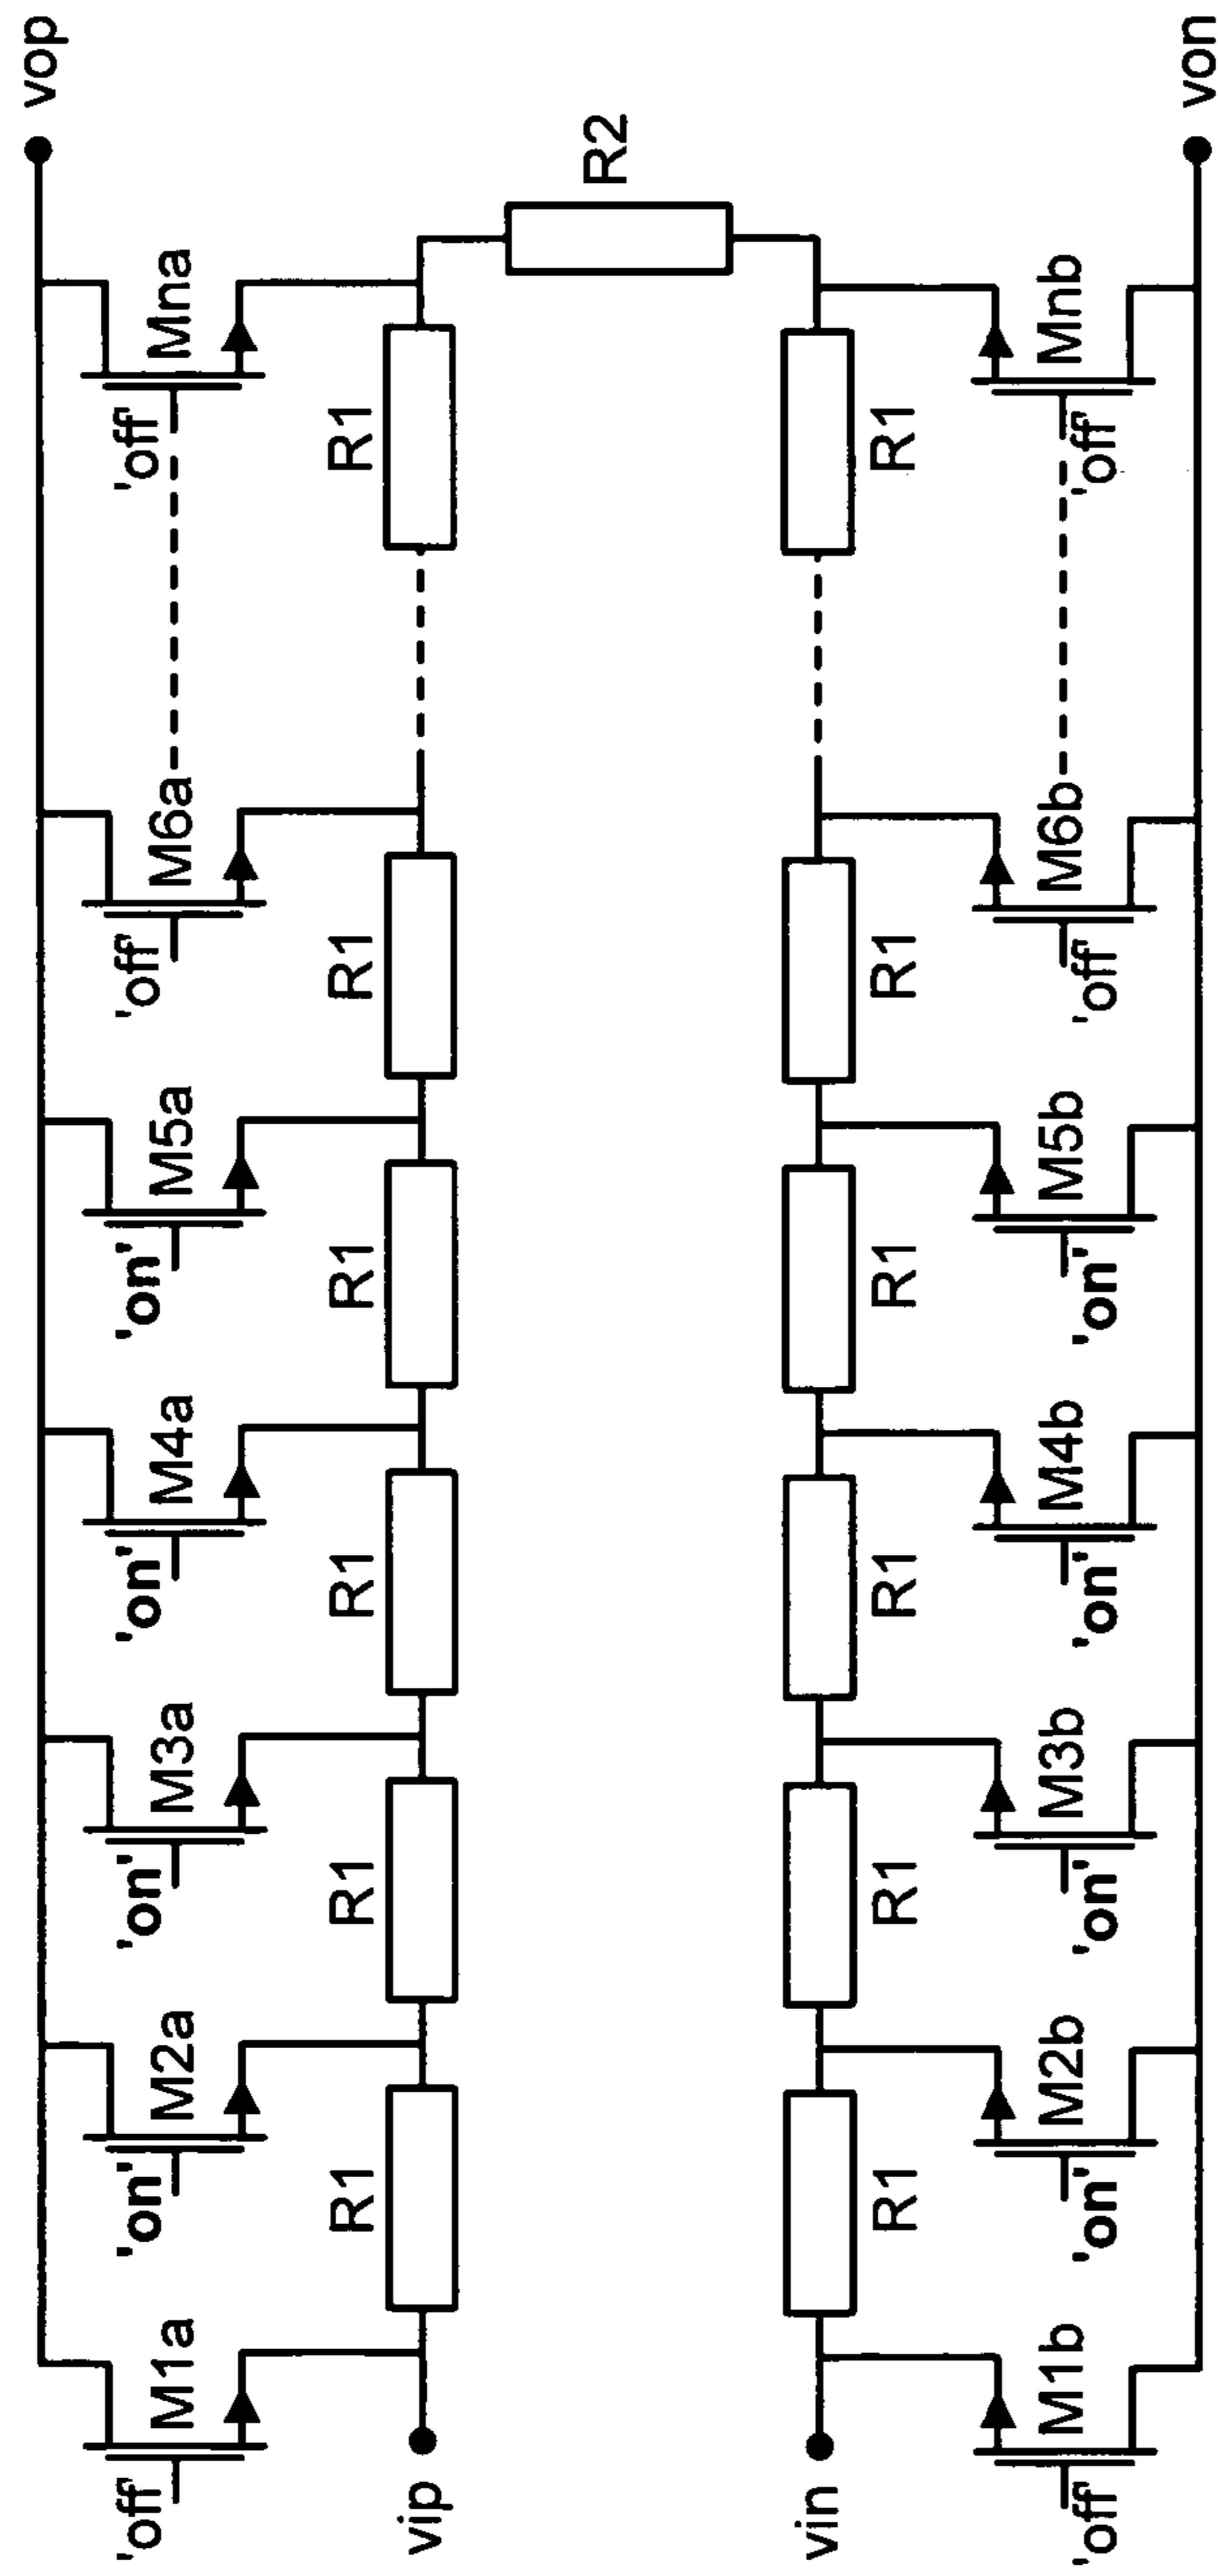 vop
'off' 'on' 'on' 'on' 'on' 'off' 'off'
M1a M2a M3a M4a M5a M6a Mna
R1 R1 R1 R1 R1 R1
vip
R2
vin
R1 R1 R1 R1 R1 R1
M1b M2b M3b M4b M5b M6b Mnb
'off' 'on' 'on' 'on' 'on' 'off' 'off'
von